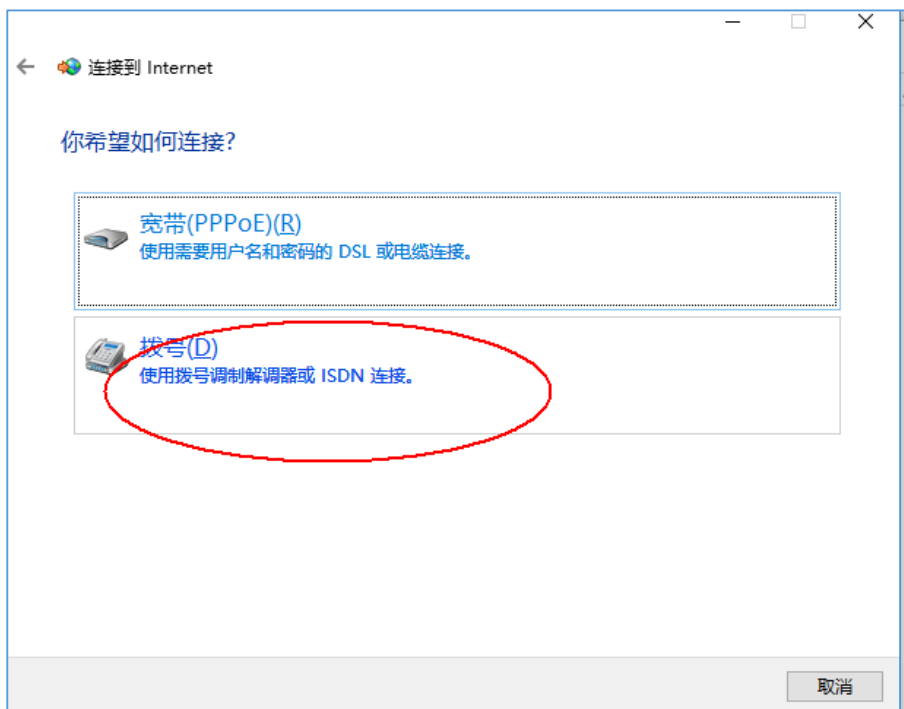 连接到 Internet
你希望如何连接?
宽带(PPPoE)(R)
使用需要用户名和密码的 DSL 或电缆连接。
拨号(D)
使用拨号调制解调器或 ISDN 连接。
取消